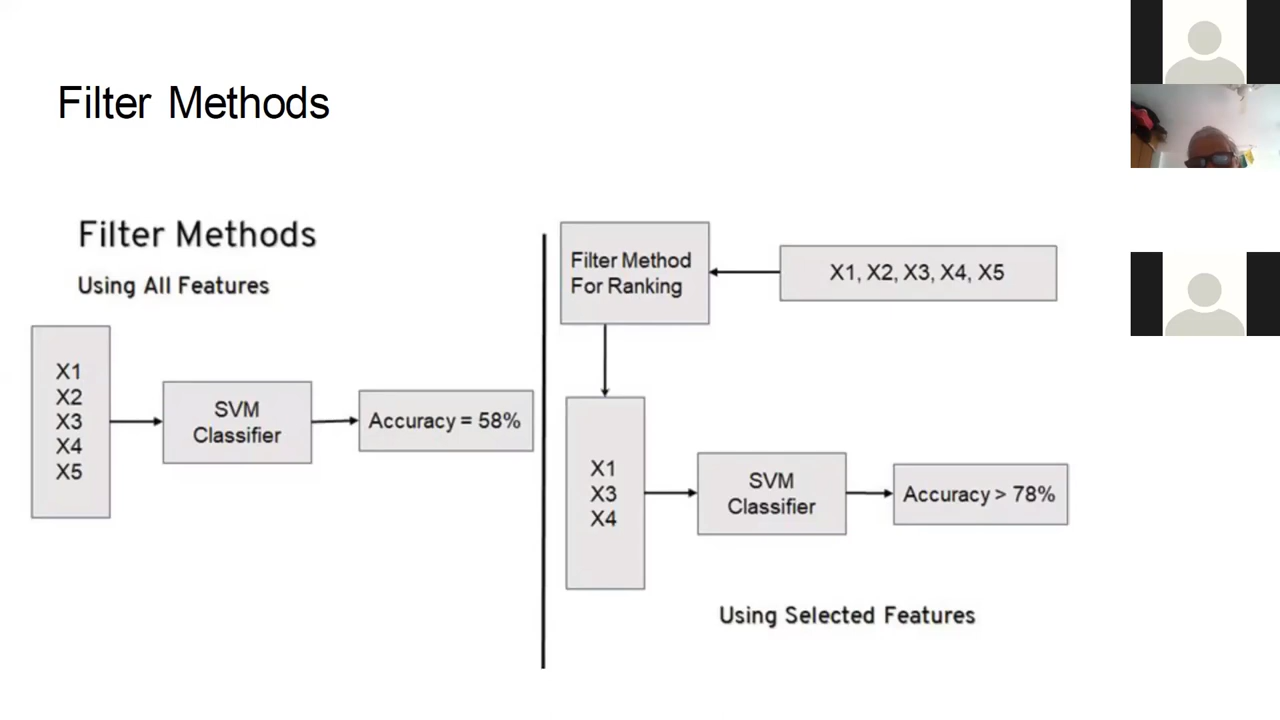 Filter Methods
Filter Methods
Using All Features
X1
X2
X3
X4
X5
SVM
Classifier
Accuracy = 58%
Filter Method
For Ranking
X1, X2, X3, X4, X5
X1
X3
X4
SVM
Classifier
Accuracy > 78%
Using Selected Features